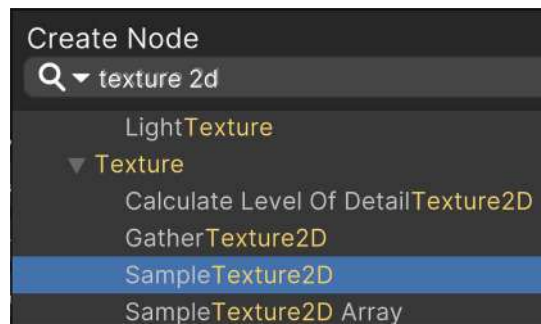 Create Node
texture 2d
LightTexture
Texture
Calculate Level Of DetailTexture2D
GatherTexture2D
SampleTexture2D
SampleTexture2D Array